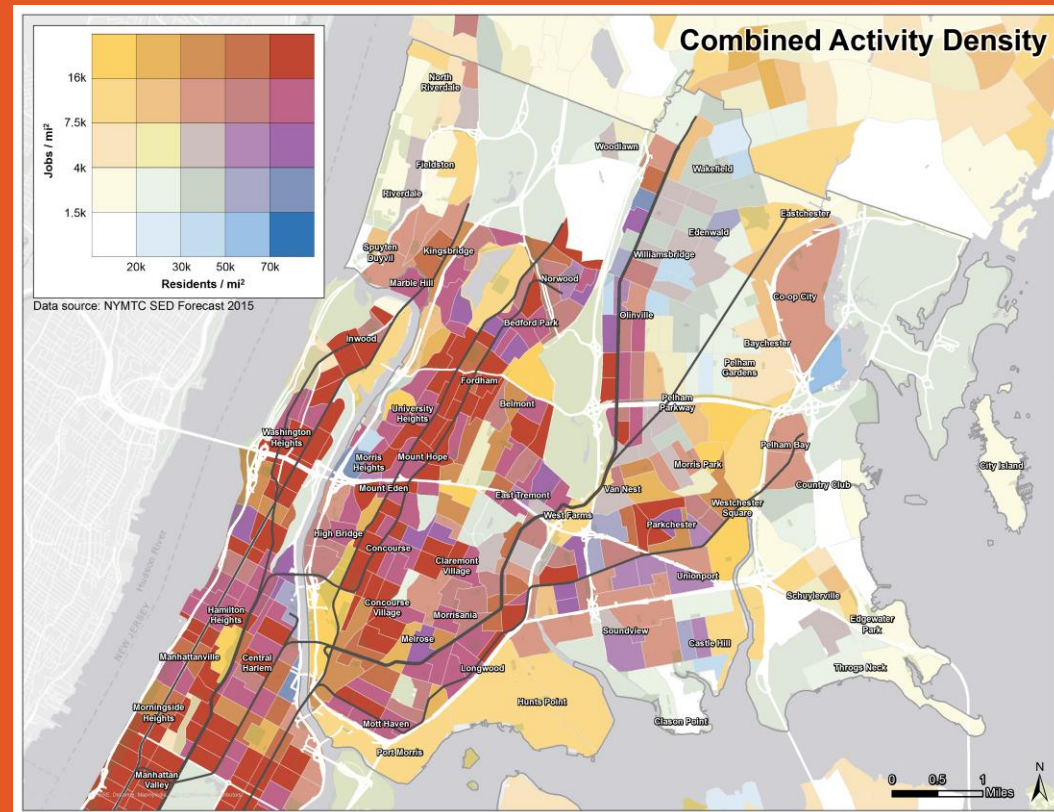 Combined Activity Density
16k
7.5k
4k
1.5k
Jobs / mi²
20k
30k
50k
70k
Residents / mi²
Data source: NYMTC SED Forecast 2015
North
Riverdale
Woodlawn
Wakefield
Fieldston
Riverdale
Eastchester
Edenwald
Spuyten
Duyvil
Kingsbridge
Williamsbridge
Norwood
Marble Hill
Co-op City
Olinville
Bedford Park
Inwood
Baychester
Pelham
Gardens
Fordham
Pelham
Parkway
University
Heights
Belmont
Washington
Heights
Pelham Bay
Morris
Heights
Mount Hope
Morris Park
City Island
Mount Eden
East Tremont
Van Nest
Country Club
Westchester
Square
West Farms
Parkchester
High Bridge
Concourse
Claremont
Village
Unionport
Schuylerville
Concourse
Village
Morrisania
Hamilton
Heights
Soundview
Edgewater
Park
Melrose
Castle Hill
Manhattanville
Central
Harlem
Longwood
Throgs Neck
Hunts Point
Morningside
Heights
Mott Haven
Clason Point
Port Morris
Manhattan
Valley
Hudson River
NEW JERSEY
0 0.5 1
Miles
N